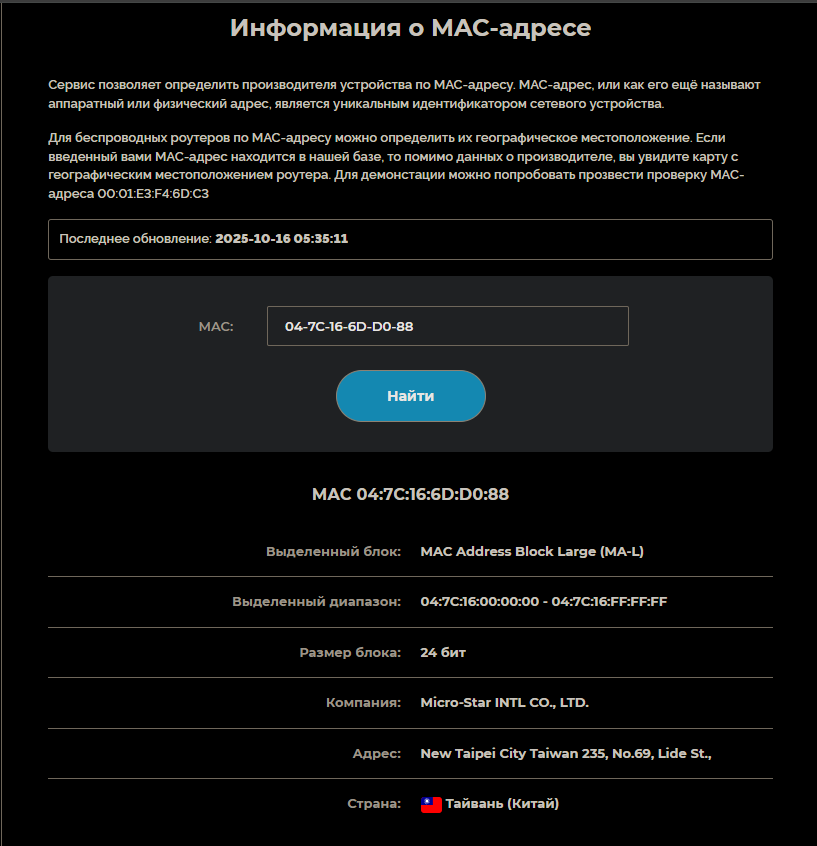 Информация о MAC-адресе
Сервис позволяет определить производителя устройства по MAC-адресу. MAC-адрес, или как его ещё называют
аппаратный или физический адрес, является уникальным идентификатором сетевого устройства.
Для беспроводных роутеров по MAC-адресу можно определить их географическое местоположение. Если
введенный вами MAC-адрес находится в нашей базе, то помимо данных о производителе, вы увидите карту с
географическим местоположением роутера. Для демонстации можно попробовать прозвести проверку MAC-
адреса 00:01:E3:F4:6D:C3
Последнее обновление: 2025-10-16 05:35:11
MAC: 04-7C-16-6D-D0-88
Найти
MAC 04:7C:16:6D:D0:88
Выделенный блок: MAC Address Block Large (MA-L)
Выделенный диапазон: 04:7C:16:00:00:00 - 04:7C:16:FF:FF:FF
Размер блока: 24 бит
Компания: Micro-Star INTL CO., LTD.
Адрес: New Taipei City Taiwan 235, No.69, Lide St.,
Страна: Тайвань (Китай)